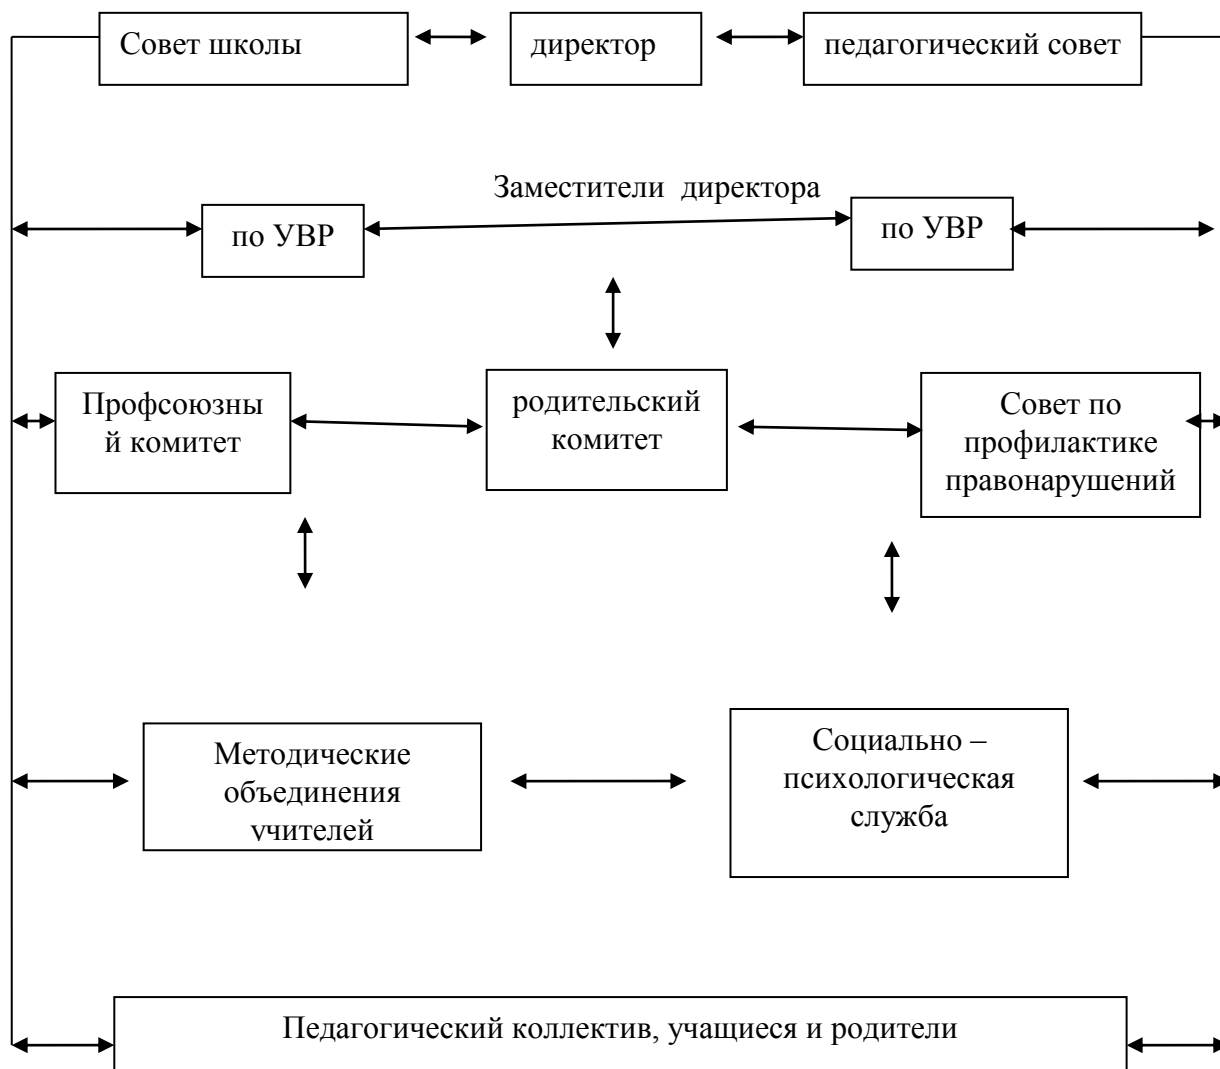 Совет школы
директор
педагогический совет
Заместители директора
по УВР
по УВР
Профсоюзны
й комитет
родительский
комитет
Совет по
профилактике
правонарушений
Методические
объединения
учителей
Социально –
психологическая
служба
Педагогический коллектив, учащиеся и родители